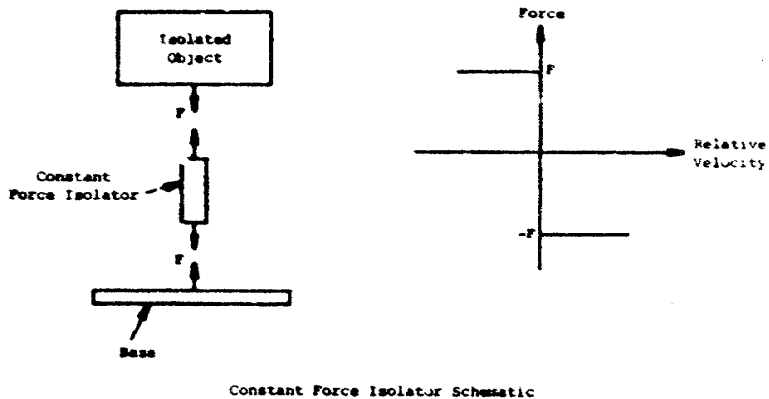 Isolated
Object
F
Constant
Force Isolator
F
Base
Force
F
Relative
Velocity
-F
Constant Force Isolator Schematic